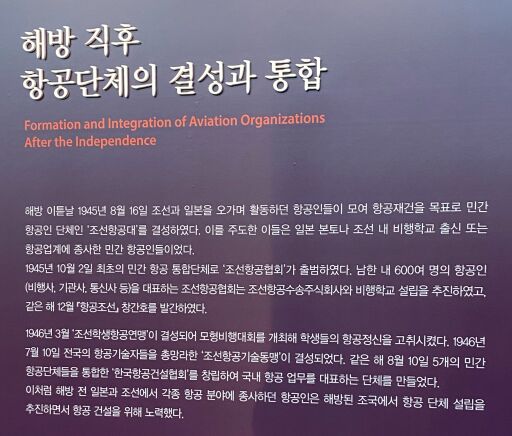 해방 직후
항공단체의 결성과 통합
Formation and Integration of Aviation Organizations
After the Independence
해방 이튿날 1945년 8월 16일 조선과 일본을 오가며 활동하던 항공인들이 모여 항공재건을 목표로 민간
항공인 단체인 '조선항공대'를 결성하였다. 이를 주도한 이들은 일본 본토나 조선 내 비행학교 출신 또는
항공업계에 종사한 민간 항공인들이었다.
1945년 10월 2일 최초의 민간 항공 통합단체로 '조선항공협회'가 출범하였다. 남한 내 600여 명의 항공인
(비행사, 기관사, 통신사 등)을 대표하는 조선항공협회는 조선항공수송주식회사와 비행학교 설립을 추진하였고,
같은 해 12월 『항공조선』 창간호를 발간하였다.
1946년 3월 '조선학생항공연맹'이 결성되어 모형비행대회를 개최해 학생들의 항공정신을 고취시켰다. 1946년
7월 10일 전국의 항공기술자들을 총망라한 '조선항공기술동맹'이 결성되었다. 같은 해 8월 10일 5개의 민간
항공단체들을 통합한 '한국항공건설협회'를 창립하여 국내 항공 업무를 대표하는 단체를 만들었다.
이처럼 해방 전 일본과 조선에서 각종 항공 분야에 종사하던 항공인은 해방된 조국에서 항공 단체 설립을
추진하면서 항공 건설을 위해 노력했다.